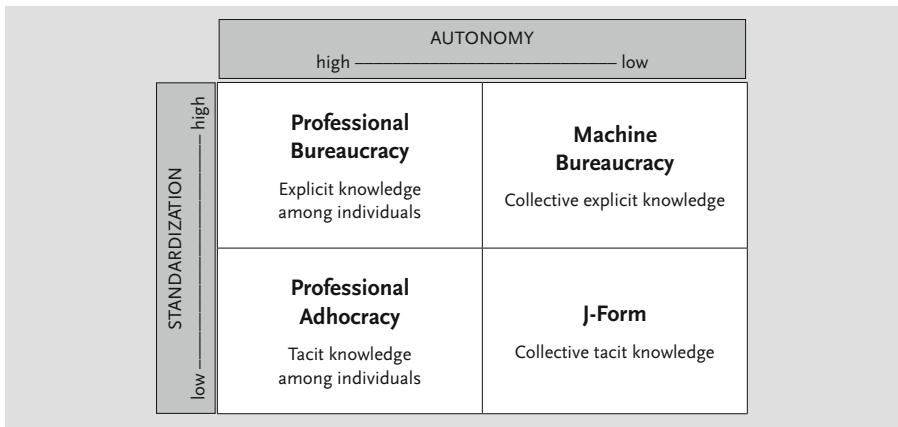 AUTONOMY
high low
STANDARDIZATION
low high
Professional
Bureaucracy
Explicit knowledge
among individuals
Machine
Bureaucracy
Collective explicit knowledge
Professional
Adhocracy
Tacit knowledge
among individuals
J-Form
Collective tacit knowledge